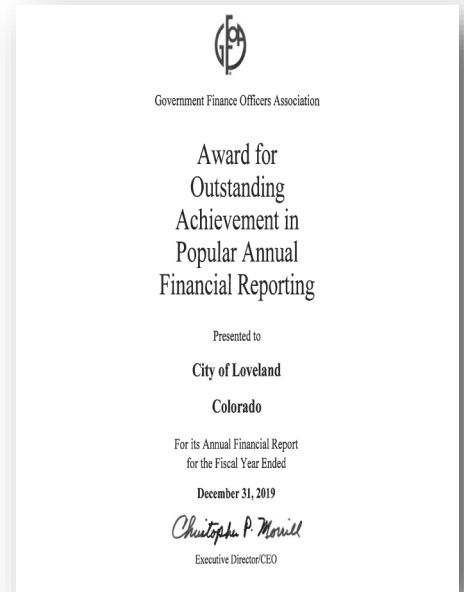 GFOA
Government Finance Officers Association
Award for
Outstanding
Achievement in
Popular Annual
Financial Reporting
Presented to
City of Loveland
Colorado
For its Annual Financial Report
for the Fiscal Year Ended
December 31, 2019
Christopher P. Morrill
Executive Director/CEO